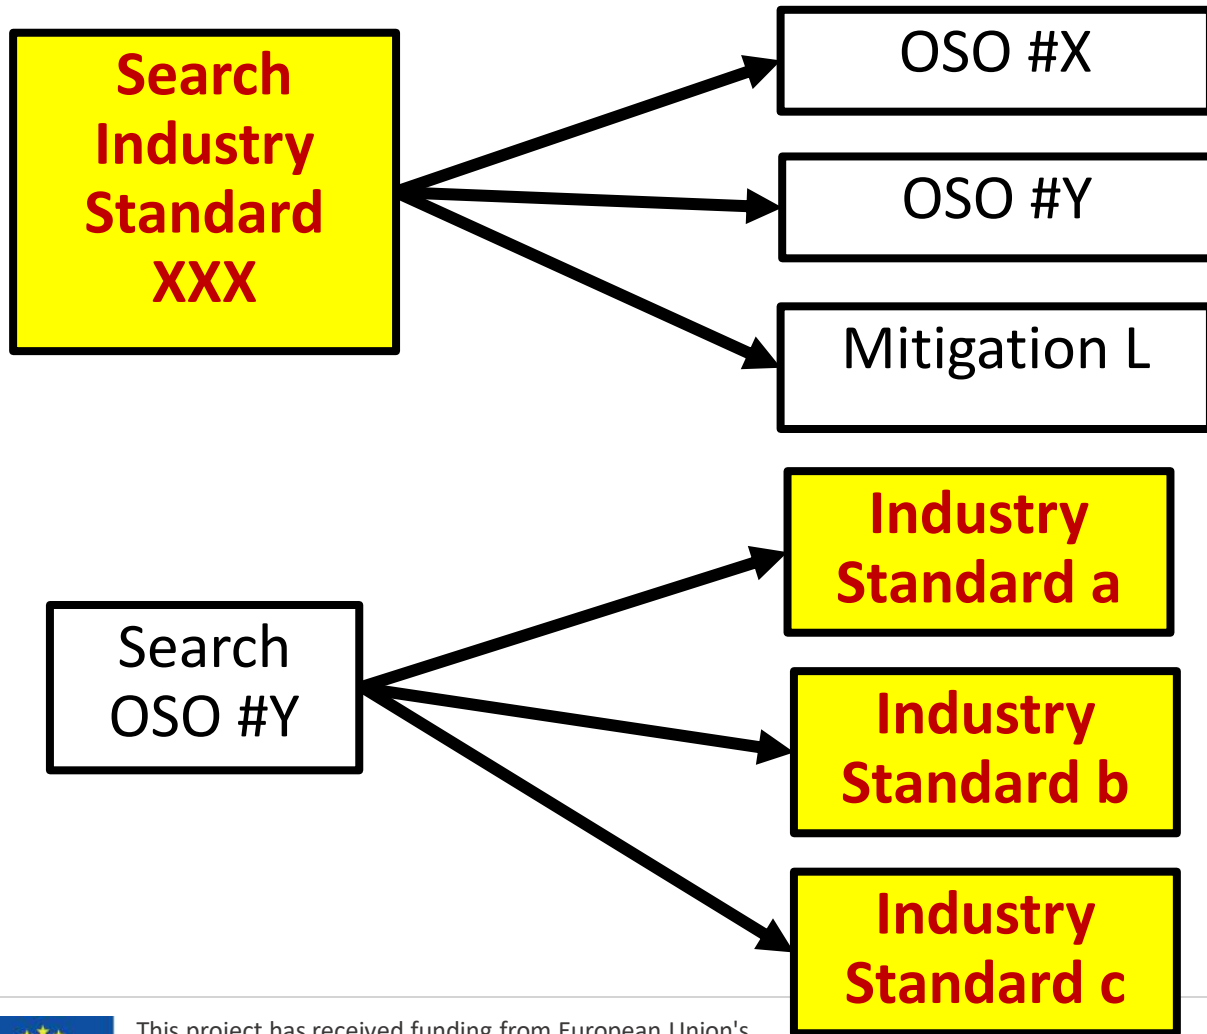 Search
Industry
Standard
XXX
OSO #X
OSO #Y
Mitigation L
Search
OSO #Y
Industry
Standard a
Industry
Standard b
Industry
Standard c
This project has received funding from European Union's